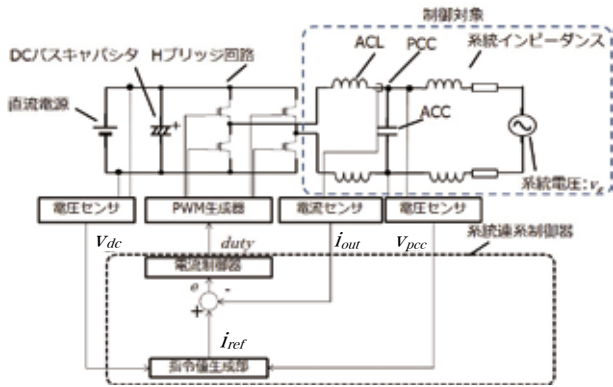 制御対象
DCバスキャパシタ
Hブリッジ回路
ACL
PCC
系統インピーダンス
直流電源
ACC
系統電圧: vg
電圧センサ
PWM生成器
電流センサ
電圧センサ
系統連系制御器
vdc
duty
iout
vpcc
電流制御器
e
-
+
iref
指令値生成部